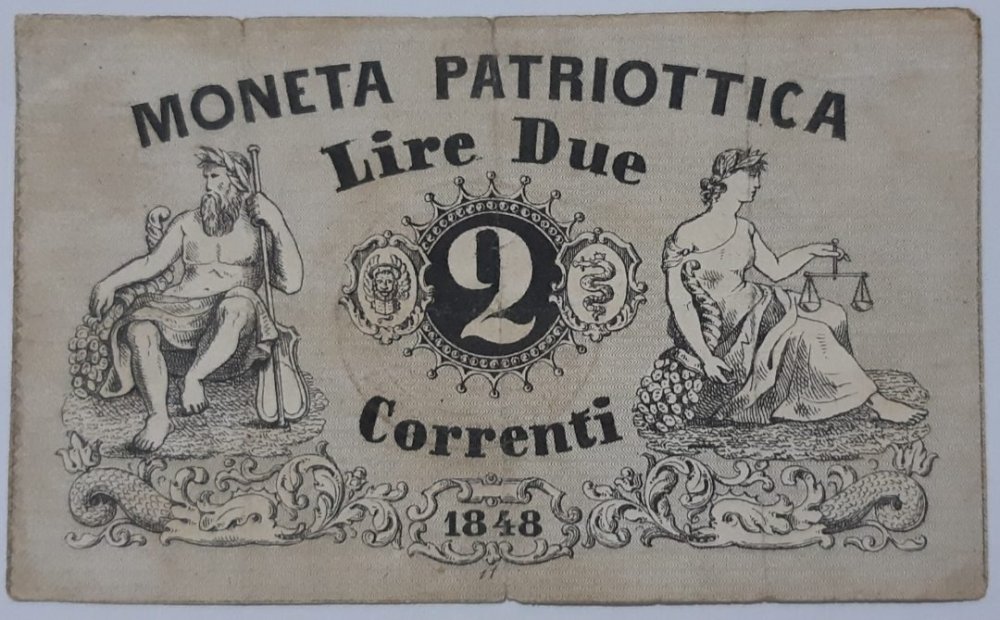 MONETA PATRIOTTICA
Lire Due
2
Correnti
1848